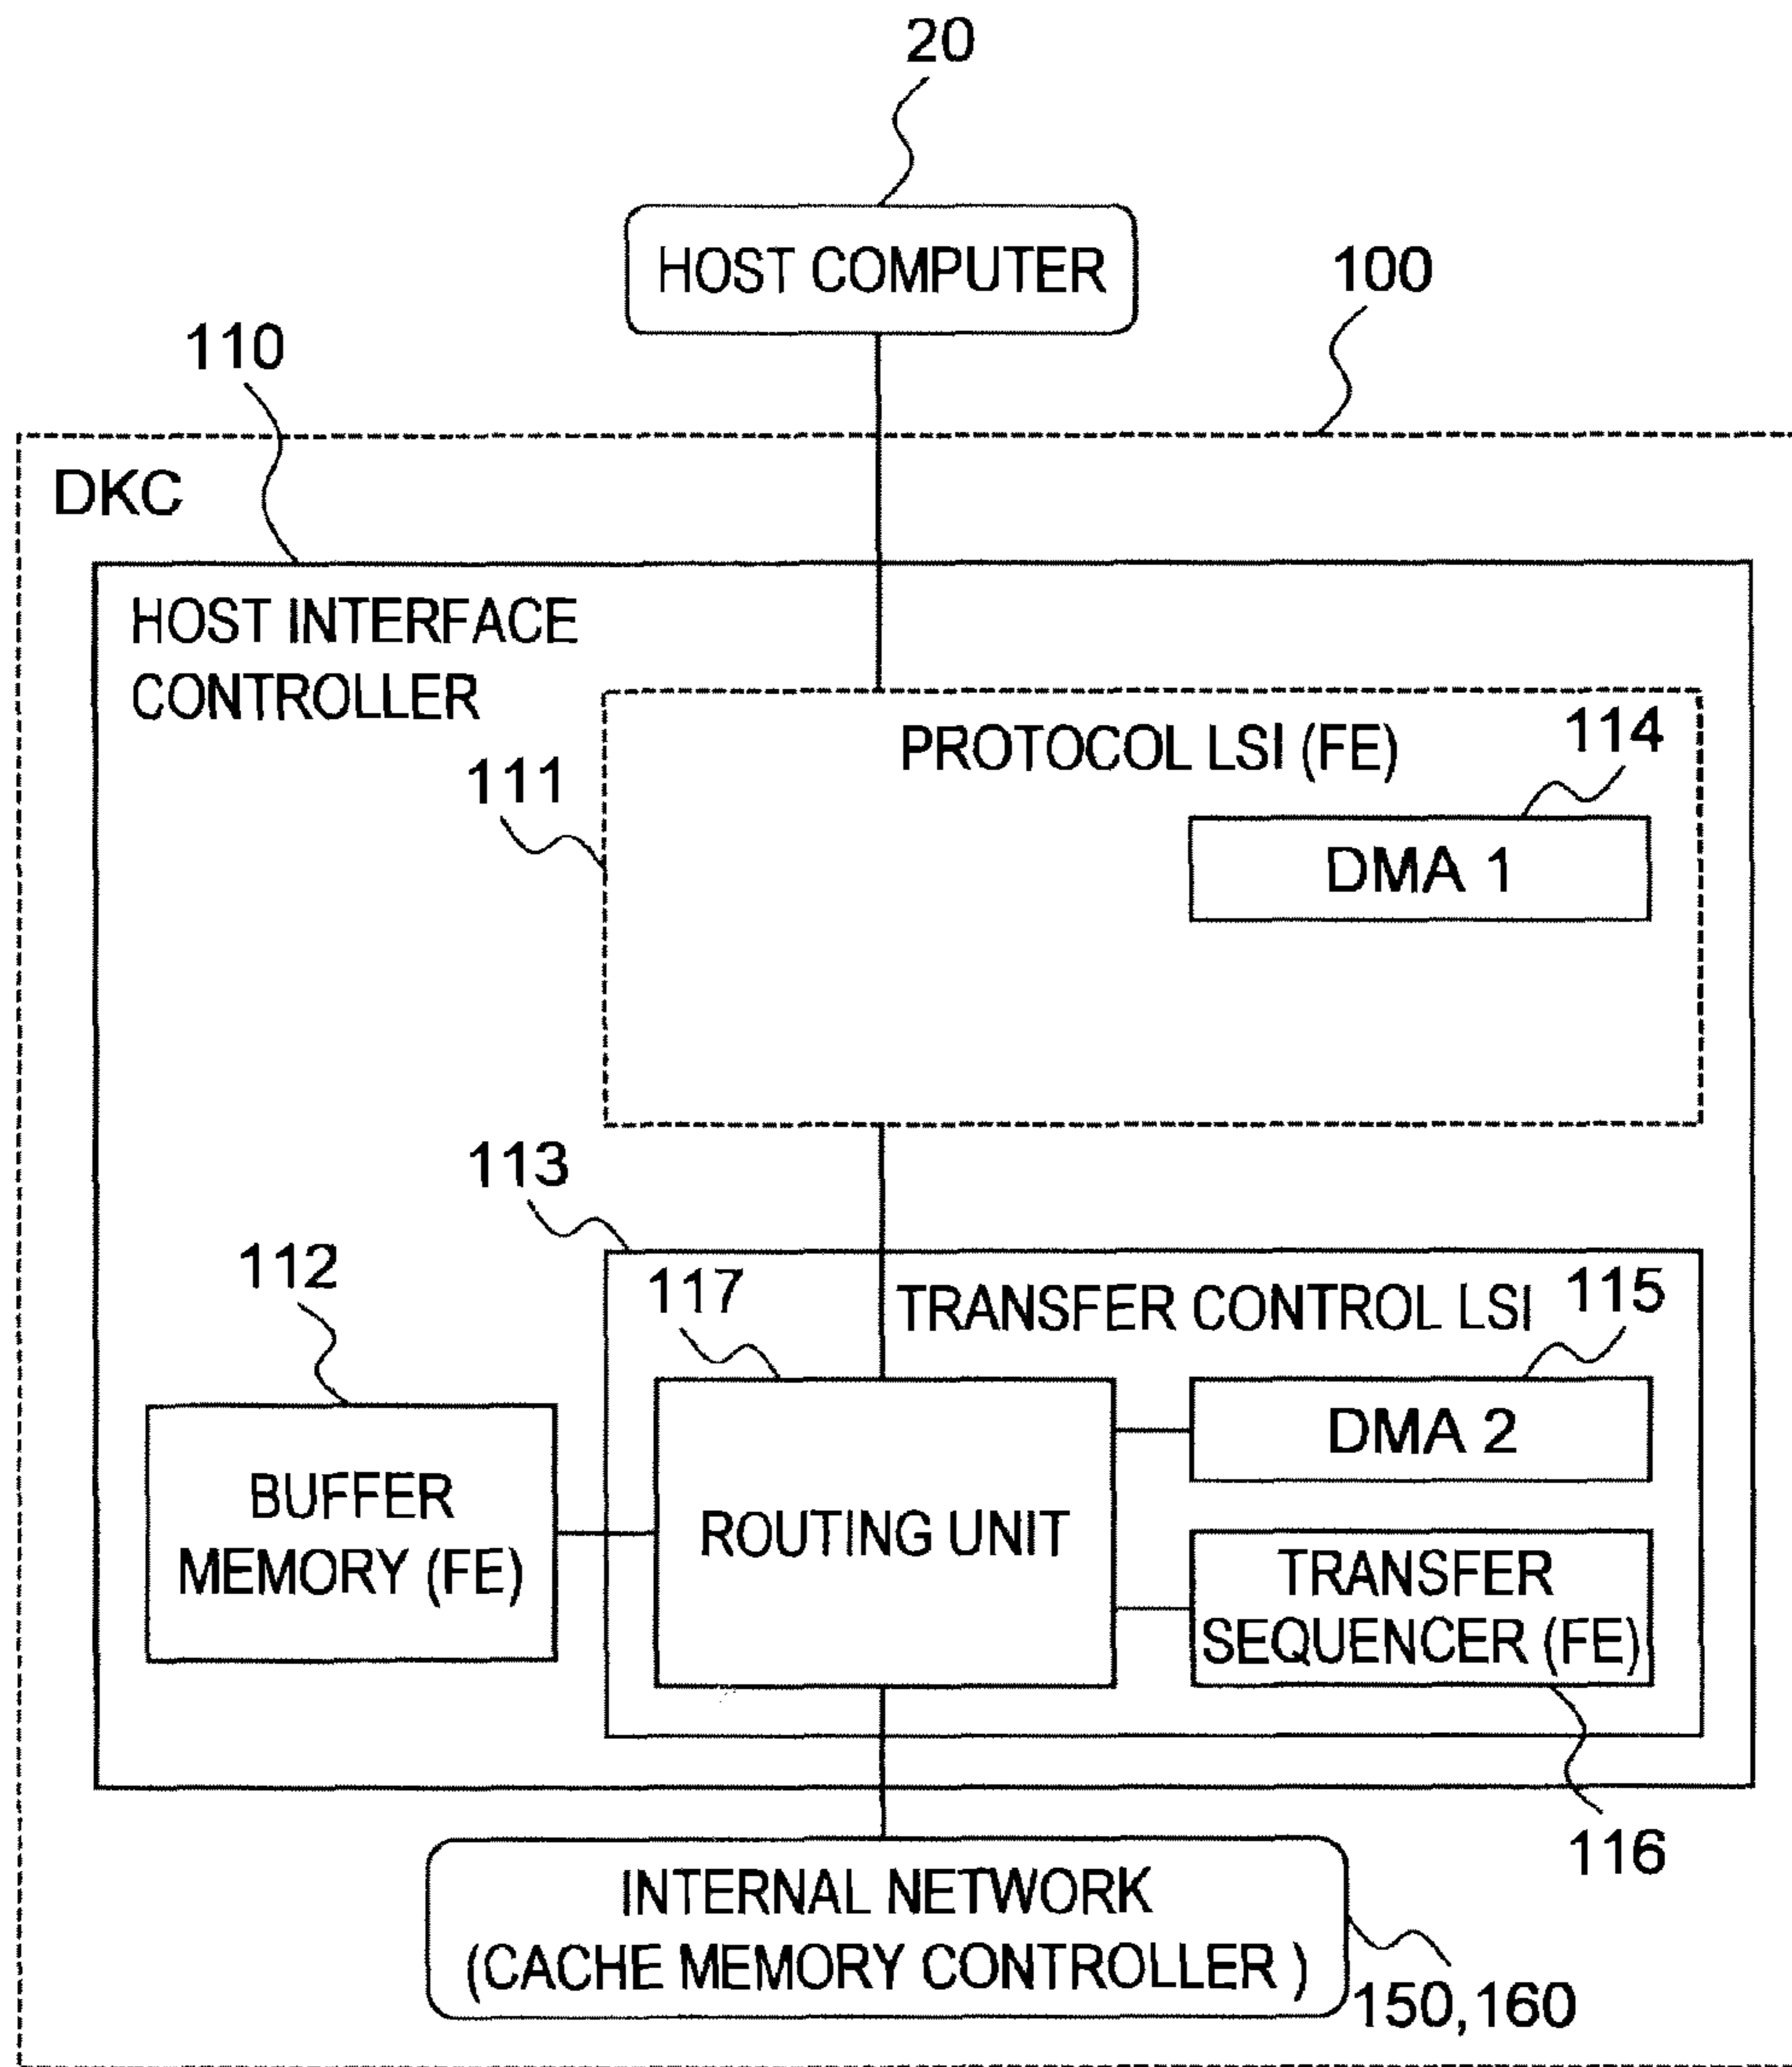 20
HOST COMPUTER
100
110
DKC
HOST INTERFACE
CONTROLLER
PROTOCOL LSI (FE)
114
111
DMA 1
113
112
117
TRANSFER CONTROL LSI
115
DMA 2
BUFFER
MEMORY (FE)
ROUTING UNIT
TRANSFER
SEQUENCER (FE)
116
INTERNAL NETWORK
(CACHE MEMORY CONTROLLER )
150,160